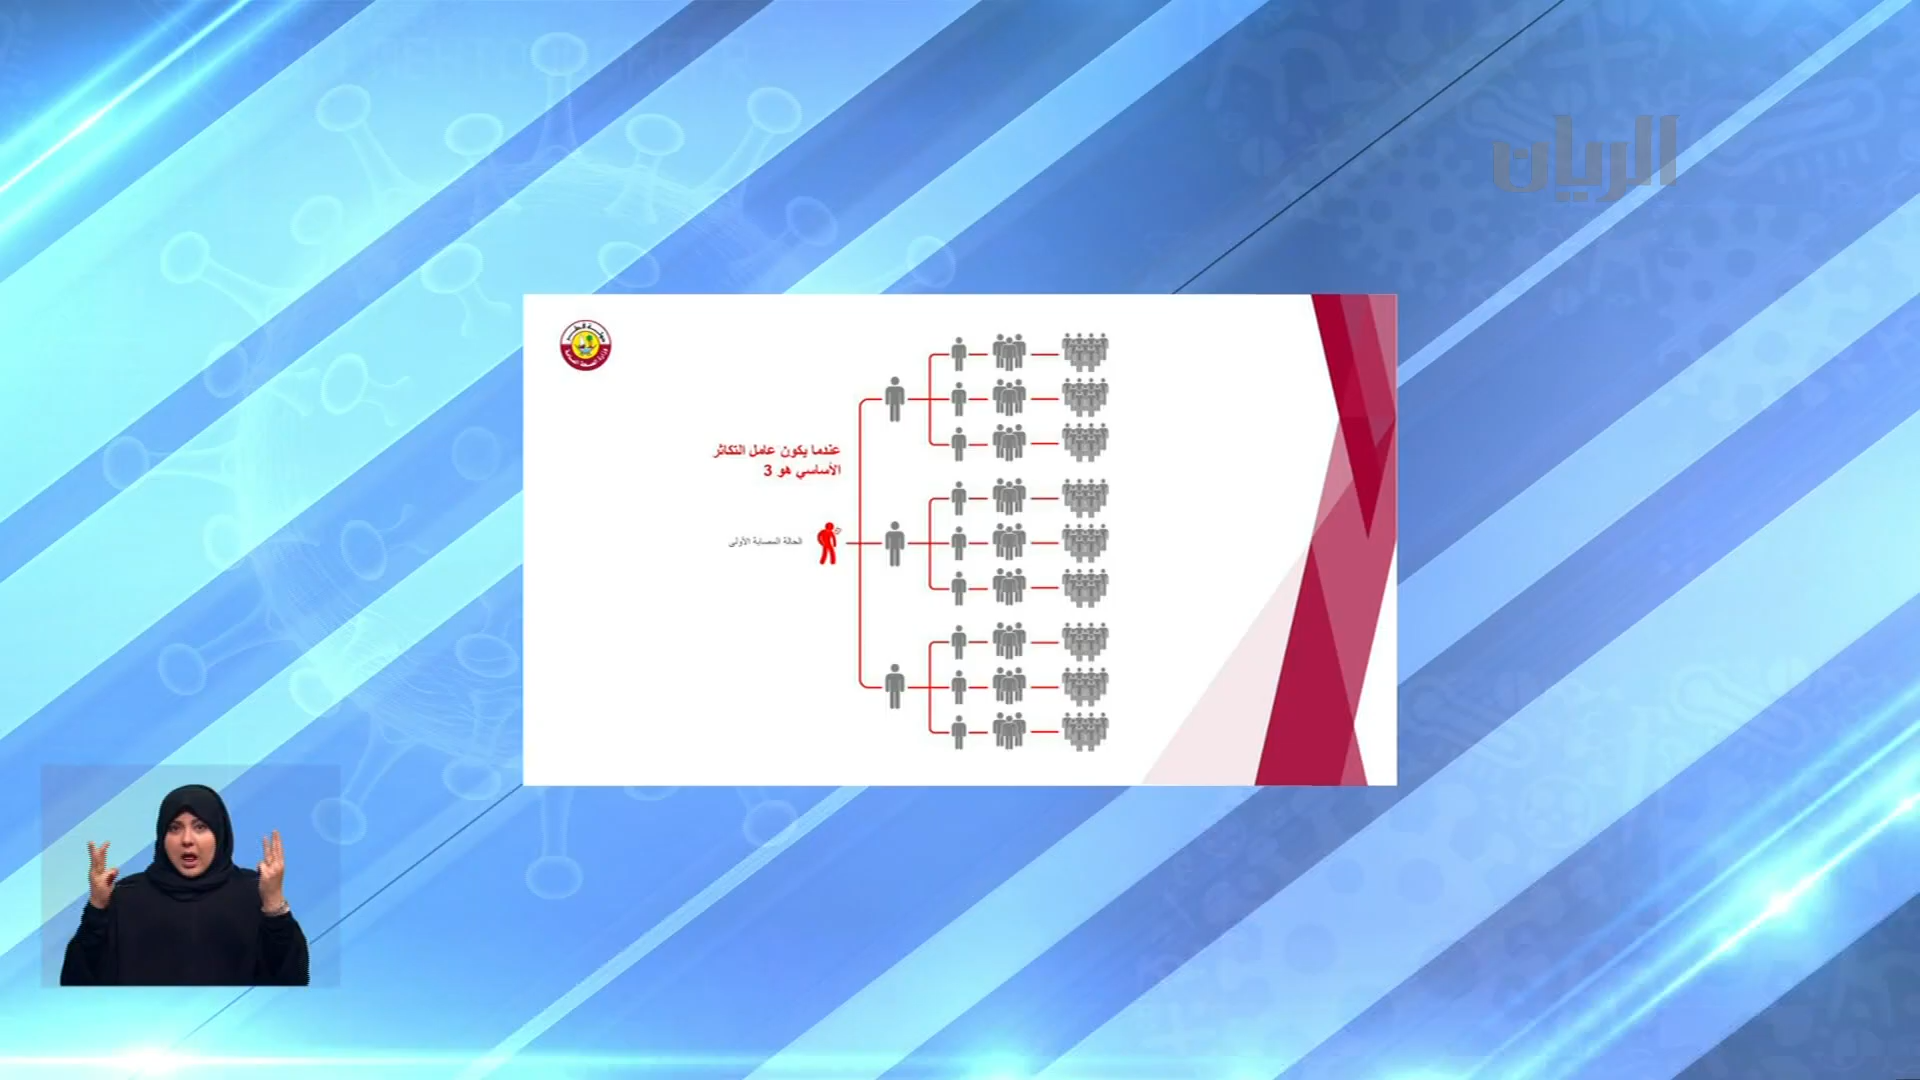 الريان
عندما يكون عامل التكاثر
الأساسي هو 3
الحالة المصابة الأولى